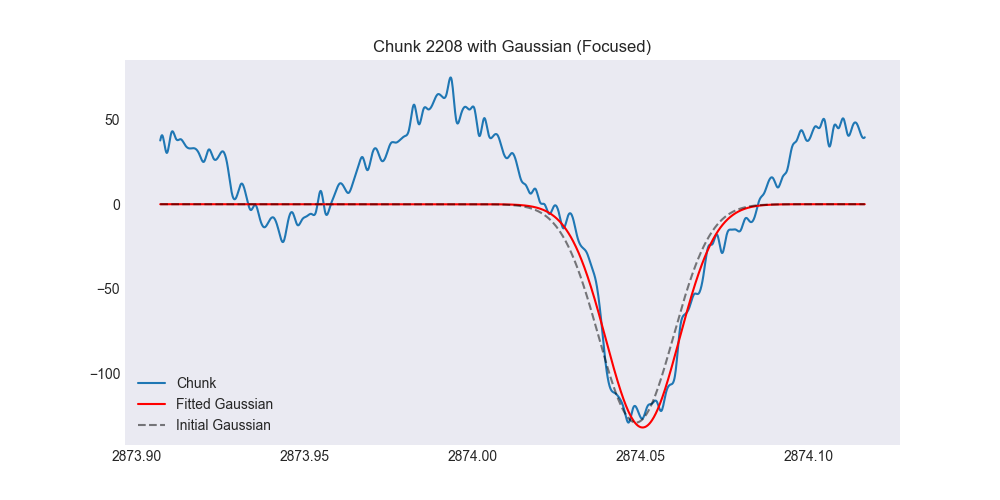 Chunk 2208 with Gaussian (Focused)
50
0
−50
−100
Chunk
Fitted Gaussian
Initial Gaussian
2873.90 2873.95 2874.00 2874.05 2874.10